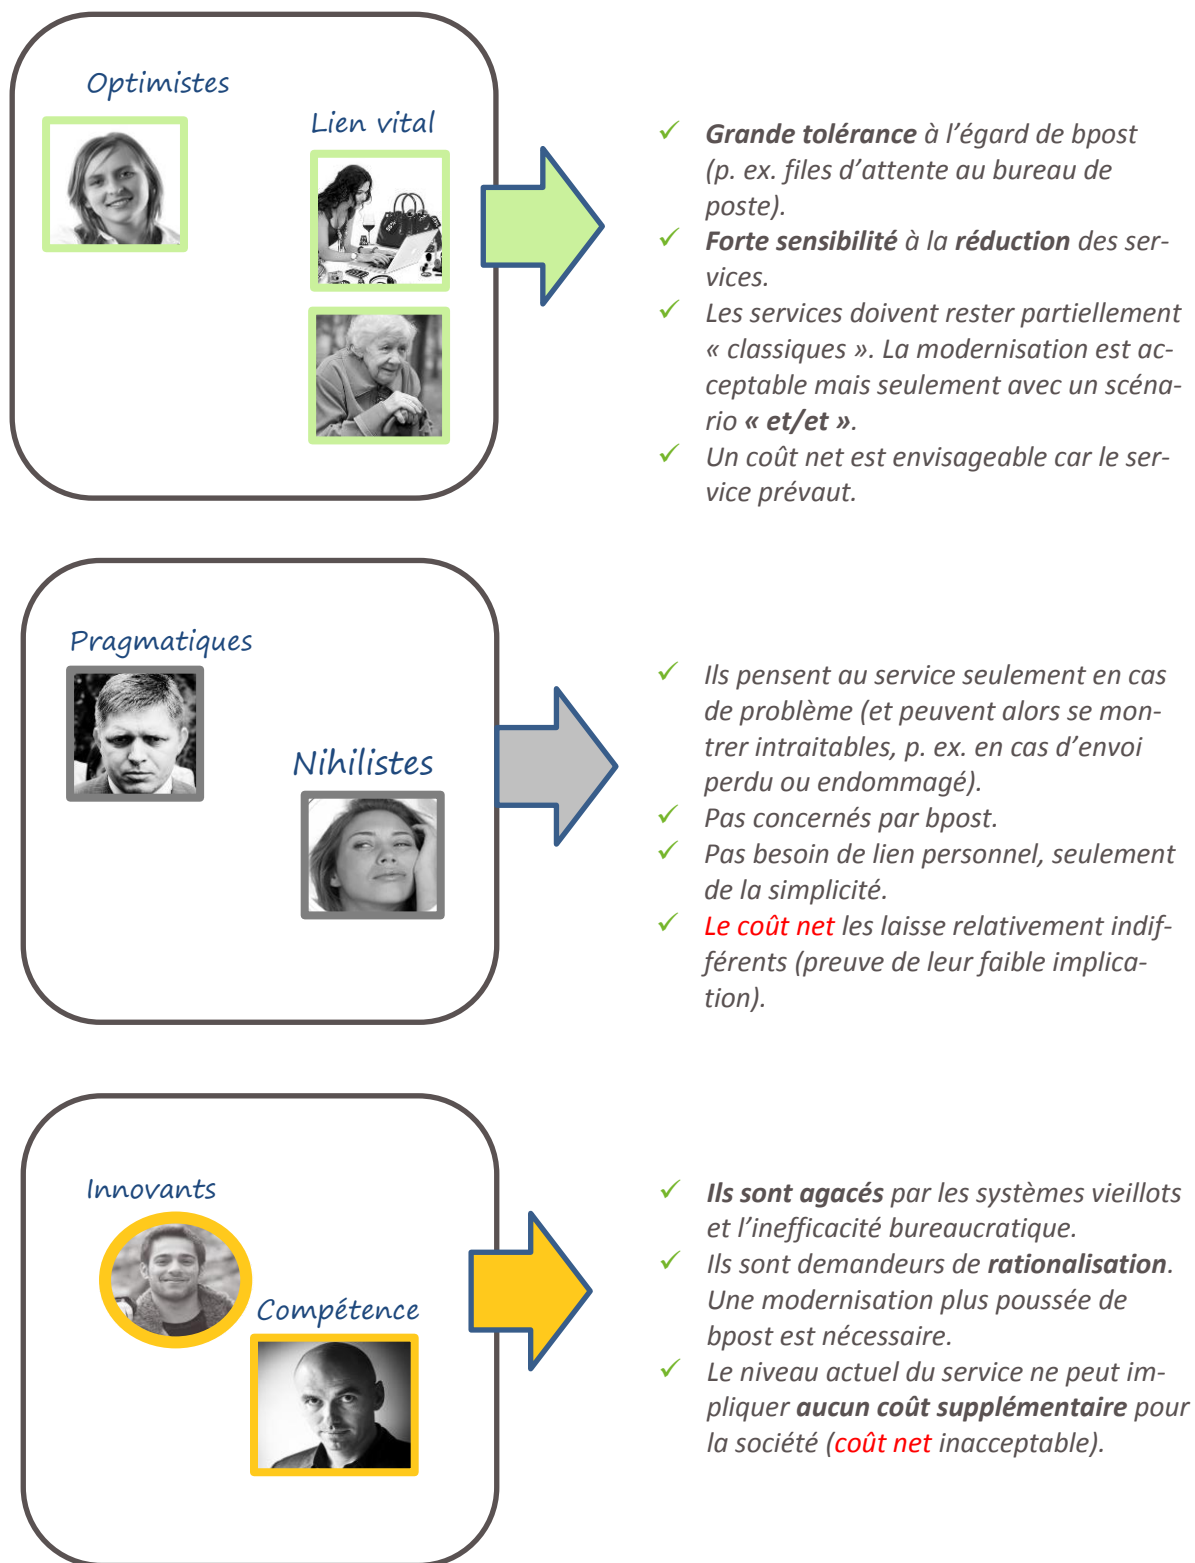 Optimistes
Lien vital
✓ Grande tolérance à l’égard de bpost
(p. ex. files d’attente au bureau de
poste).
✓ Forte sensibilité à la réduction des ser-
vices.
✓ Les services doivent rester partiellement
« classiques ». La modernisation est ac-
ceptable mais seulement avec un scéna-
rio « et/et ».
✓ Un coût net est envisageable car le ser-
vice prévaut.
Pragmatiques
Nihilistes
✓ Ils pensent au service seulement en cas
de problème (et peuvent alors se mon-
trer intraitables, p. ex. en cas d’envoi
perdu ou endommagé).
✓ Pas concernés par bpost.
✓ Pas besoin de lien personnel, seulement
de la simplicité.
✓ Le coût net les laisse relativement indif-
férents (preuve de leur faible implica-
tion).
Innovants
Compétence
✓ Ils sont agacés par les systèmes vieillots
et l’inefficacité bureaucratique.
✓ Ils sont demandeurs de rationalisation.
Une modernisation plus poussée de
bpost est nécessaire.
✓ Le niveau actuel du service ne peut im-
pliquer aucun coût supplémentaire pour
la société (coût net inacceptable).